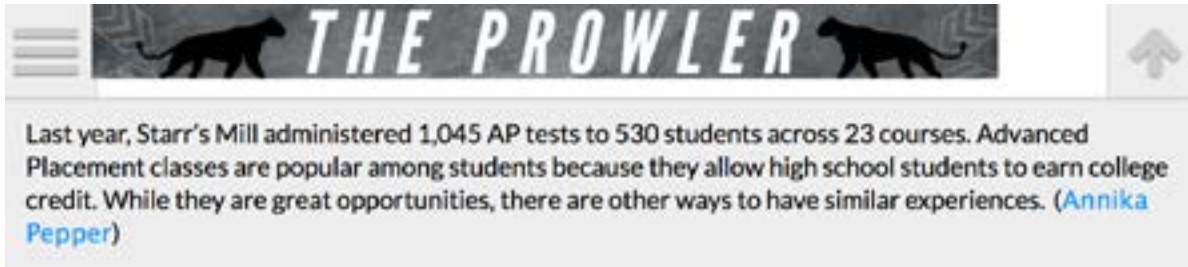 THE PROWLER
Last year, Starr's Mill administered 1,045 AP tests to 530 students across 23 courses. Advanced
Placement classes are popular among students because they allow high school students to earn college
credit. While they are great opportunities, there are other ways to have similar experiences. (Annika
Pepper)